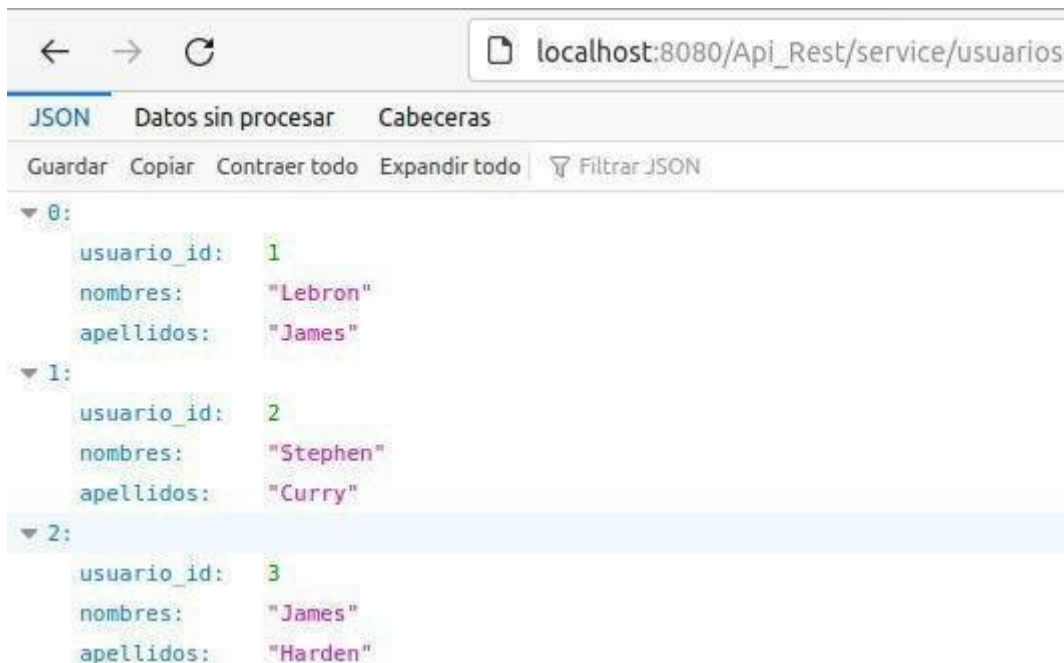 localhost:8080/Api_Rest/service/usuarios
JSON Datos sin procesar Cabeceras
Guardar Copiar Contraer todo Expandir todo Filtrar JSON
0:
usuario_id: 1
nombres: "Lebron"
apellidos: "James"
1:
usuario_id: 2
nombres: "Stephen"
apellidos: "Curry"
2:
usuario_id: 3
nombres: "James"
apellidos: "Harden"